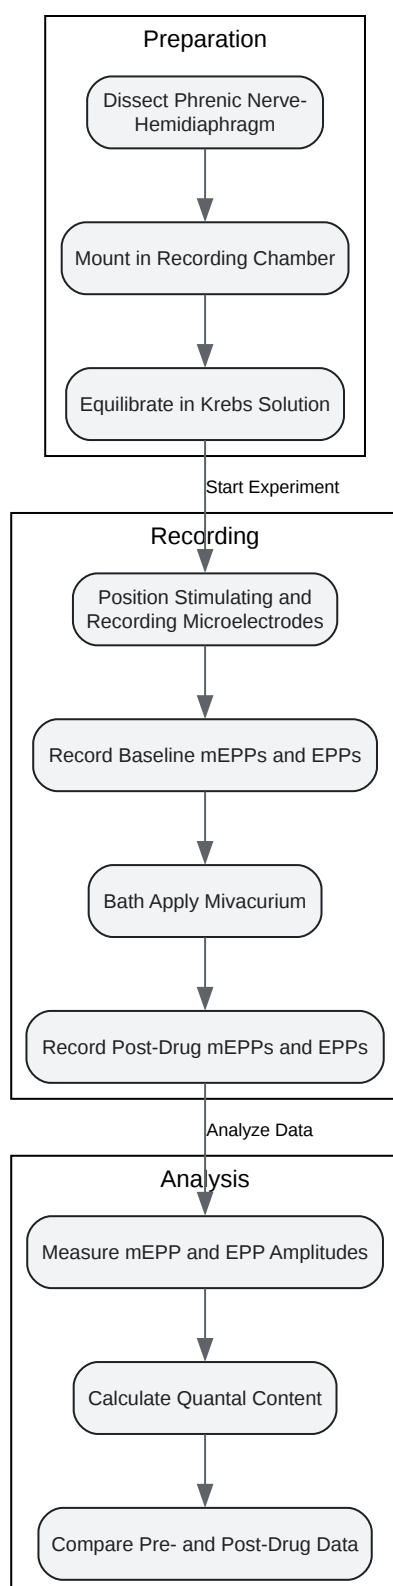 Preparation
Dissect Phrenic Nerve-
Hemidiaphragm
Mount in Recording Chamber
Equilibrate in Krebs Solution
Start Experiment
Recording
Position Stimulating and
Recording Microelectrodes
Record Baseline mEPPs and EPPs
Bath Apply Mivacurium
Record Post-Drug mEPPs and EPPs
Analyze Data
Analysis
Measure mEPP and EPP Amplitudes
Calculate Quantal Content
Compare Pre- and Post-Drug Data